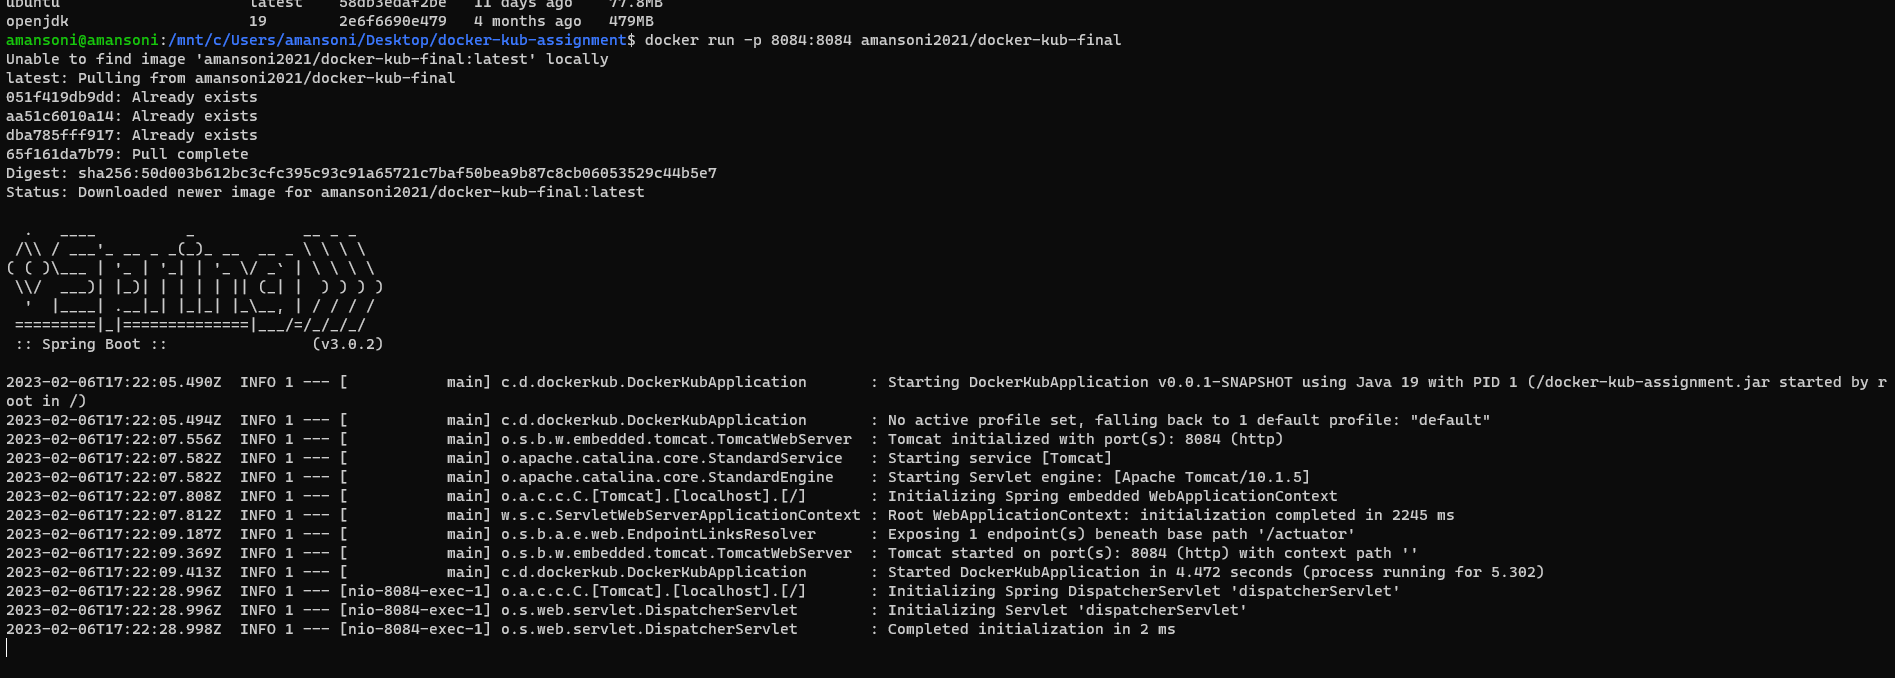 ubuntu                     latest    58db3edaf2be   11 days ago    77.8MB
openjdk                    19        2e6f6690e479   4 months ago   479MB
amansoni@amansoni:/mnt/c/Users/amansoni/Desktop/docker-kub-assignment$ docker run -p 8084:8084 amansoni2021/docker-kub-final
Unable to find image 'amansoni2021/docker-kub-final:latest' locally
latest: Pulling from amansoni2021/docker-kub-final
051f419db9dd: Already exists
aa51c6010a14: Already exists
dba785fff917: Already exists
65f161da7b79: Pull complete
Digest: sha256:50d003b612bc3cfc395c93c91a65721c7baf50bea9b87c8cb06053529c44b5e7
Status: Downloaded newer image for amansoni2021/docker-kub-final:latest

  .   ____          _            __ _ _
 /\\ / ___'_ __ _ _(_)_ __  __ _ \ \ \ \
( ( )\___ | '_ | '_| | '_ \/ _` | \ \ \ \
 \\/  ___)| |_)| | | | | || (_| |  ) ) ) )
  '  |____| .__|_| |_|_| |_\__, | / / / /
 =========|_|==============|___/=/_/_/_/
 :: Spring Boot ::                (v3.0.2)

2023-02-06T17:22:05.490Z  INFO 1 --- [           main] c.d.dockerkub.DockerKubApplication       : Starting DockerKubApplication v0.0.1-SNAPSHOT using Java 19 with PID 1 (/docker-kub-assignment.jar started by r
oot in /)
2023-02-06T17:22:05.494Z  INFO 1 --- [           main] c.d.dockerkub.DockerKubApplication       : No active profile set, falling back to 1 default profile: "default"
2023-02-06T17:22:07.556Z  INFO 1 --- [           main] o.s.b.w.embedded.tomcat.TomcatWebServer  : Tomcat initialized with port(s): 8084 (http)
2023-02-06T17:22:07.582Z  INFO 1 --- [           main] o.apache.catalina.core.StandardService   : Starting service [Tomcat]
2023-02-06T17:22:07.582Z  INFO 1 --- [           main] o.apache.catalina.core.StandardEngine    : Starting Servlet engine: [Apache Tomcat/10.1.5]
2023-02-06T17:22:07.808Z  INFO 1 --- [           main] o.a.c.c.C.[Tomcat].[localhost].[/]       : Initializing Spring embedded WebApplicationContext
2023-02-06T17:22:07.812Z  INFO 1 --- [           main] w.s.c.ServletWebServerApplicationContext : Root WebApplicationContext: initialization completed in 2245 ms
2023-02-06T17:22:09.187Z  INFO 1 --- [           main] o.s.b.a.e.web.EndpointLinksResolver      : Exposing 1 endpoint(s) beneath base path '/actuator'
2023-02-06T17:22:09.369Z  INFO 1 --- [           main] o.s.b.w.embedded.tomcat.TomcatWebServer  : Tomcat started on port(s): 8084 (http) with context path ''
2023-02-06T17:22:09.413Z  INFO 1 --- [           main] c.d.dockerkub.DockerKubApplication       : Started DockerKubApplication in 4.472 seconds (process running for 5.302)
2023-02-06T17:22:28.996Z  INFO 1 --- [nio-8084-exec-1] o.a.c.c.C.[Tomcat].[localhost].[/]       : Initializing Spring DispatcherServlet 'dispatcherServlet'
2023-02-06T17:22:28.996Z  INFO 1 --- [nio-8084-exec-1] o.s.web.servlet.DispatcherServlet        : Initializing Servlet 'dispatcherServlet'
2023-02-06T17:22:28.998Z  INFO 1 --- [nio-8084-exec-1] o.s.web.servlet.DispatcherServlet        : Completed initialization in 2 ms